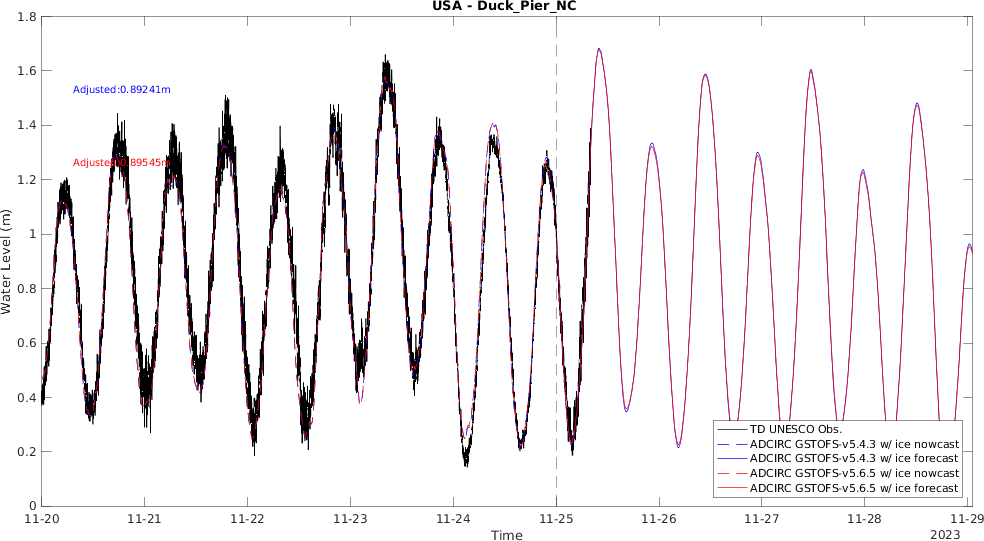 USA - Duck_Pier_NC
1.8
1.6
1.4
1.2
1
0.8
0.6
0.4
0.2
0
Water Level (m)
Adjusted:0.89241m
Adjusted:0.89545m
TD UNESCO Obs.
ADCIRC GSTOFS-v5.4.3 w/ ice nowcast
ADCIRC GSTOFS-v5.4.3 w/ ice forecast
ADCIRC GSTOFS-v5.6.5 w/ ice nowcast
ADCIRC GSTOFS-v5.6.5 w/ ice forecast
11-20 11-21 11-22 11-23 11-24 11-25 11-26 11-27 11-28 11-29
Time
2023